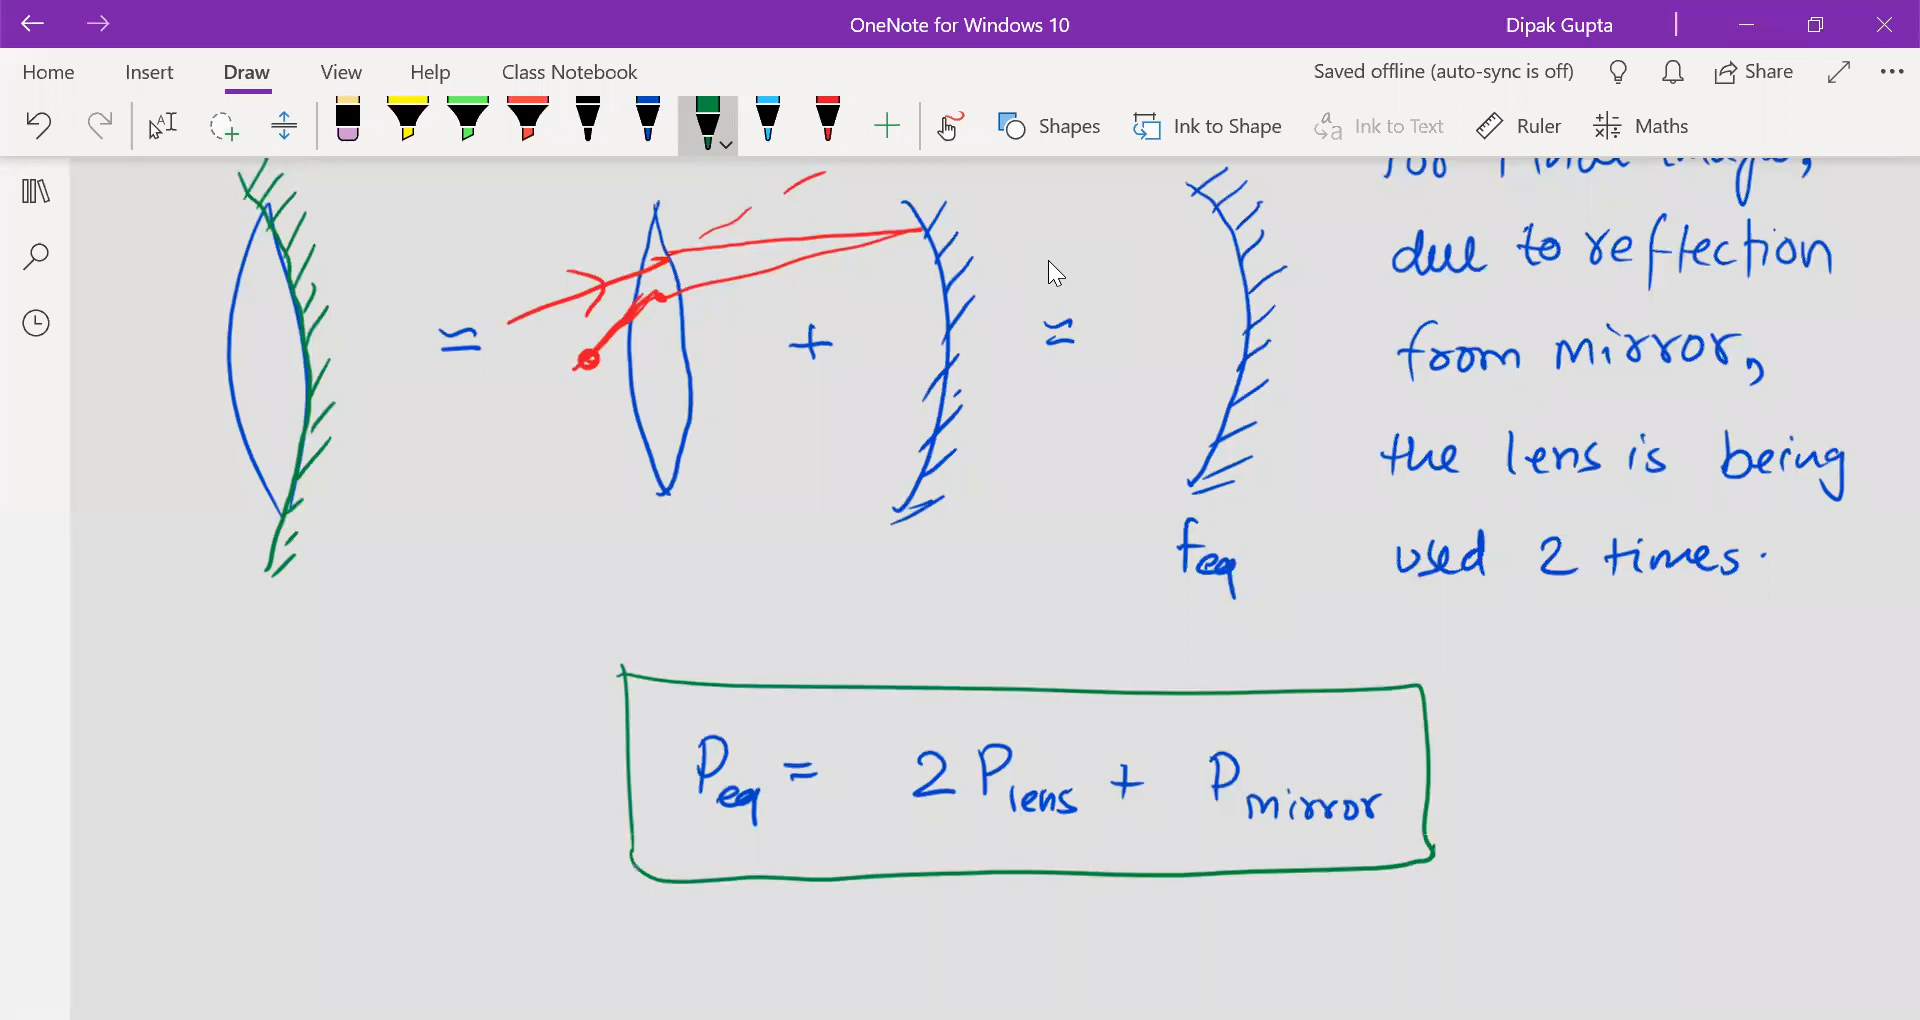 OneNote for Windows 10
Dipak Gupta
Home Insert Draw View Help Class Notebook
Saved offline (auto-sync is off) Share
Shapes Ink to Shape Ink to Text Ruler Maths
due to reflection
from mirror,
the lens is being
used 2 times.
≃ + ≃
feq
Peq = 2 Plens + Pmirror